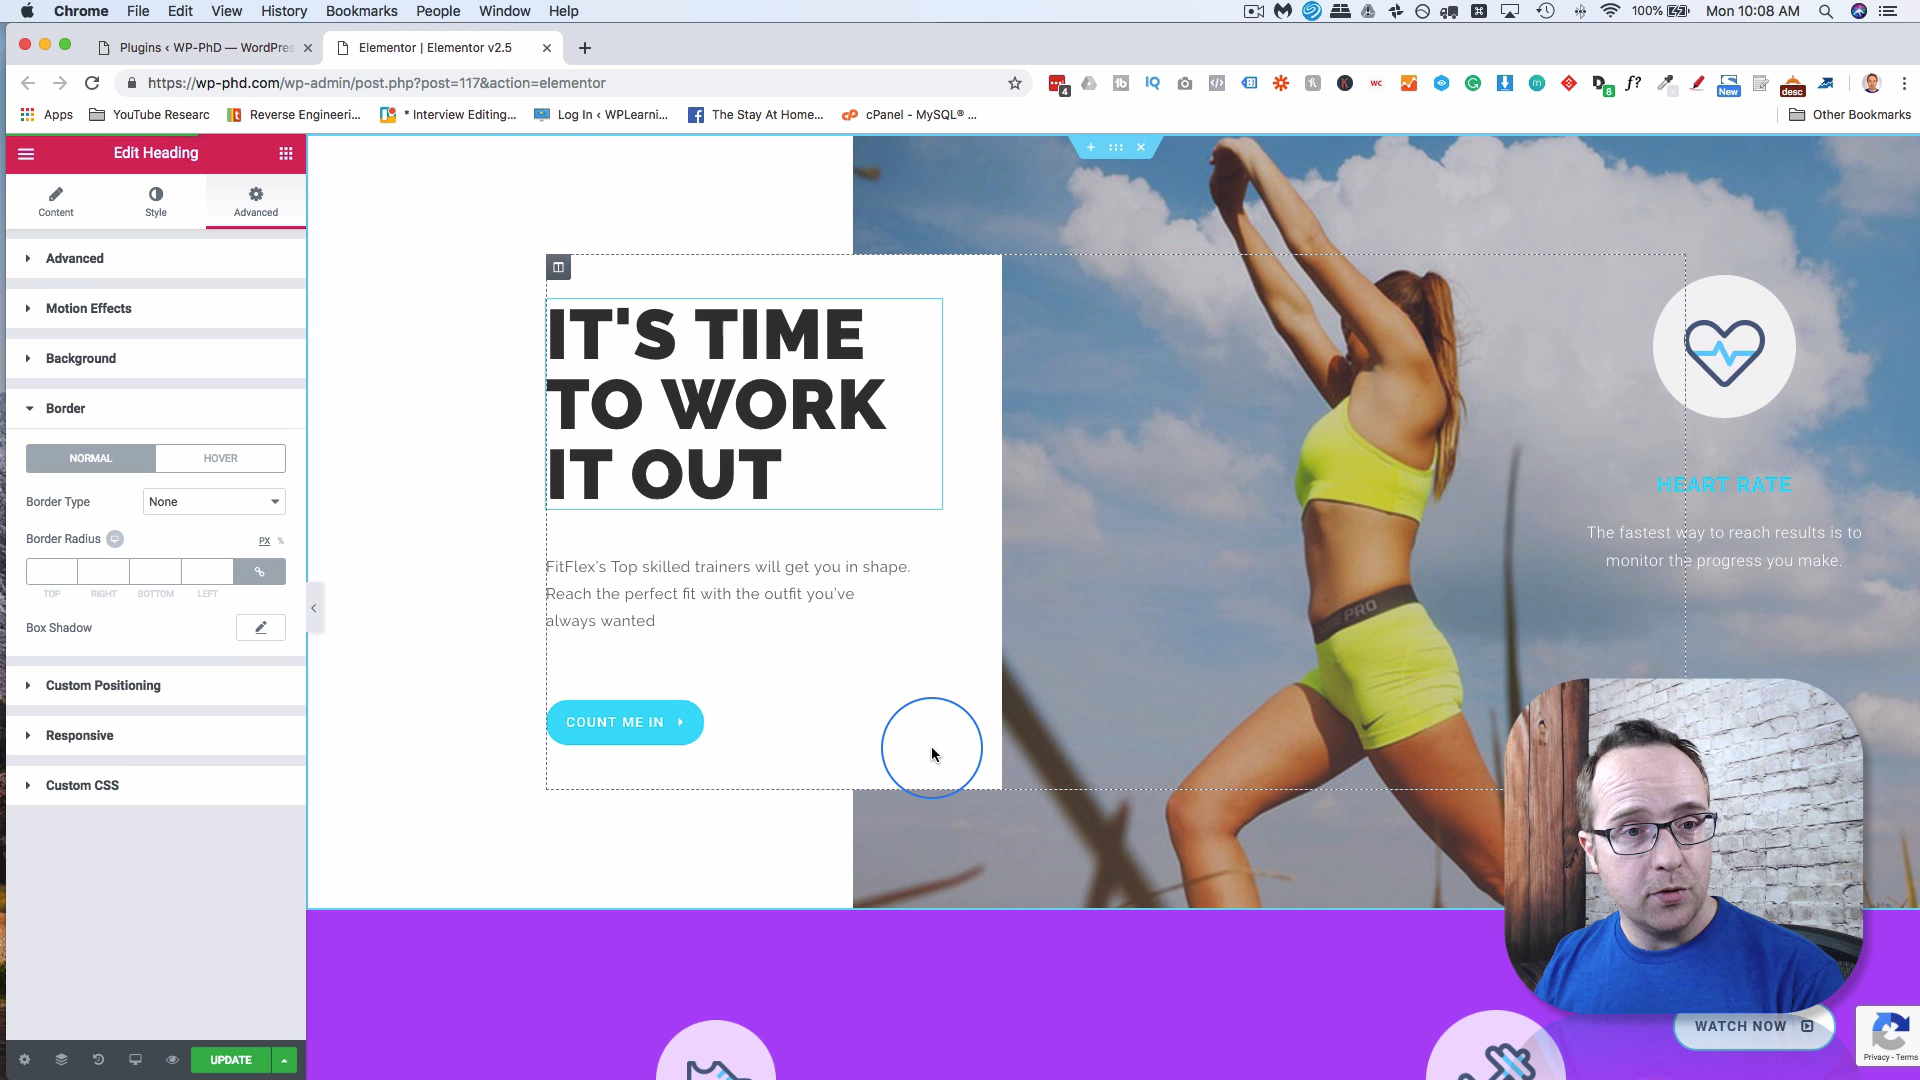 Chrome File Edit View History Bookmarks People Window Help
100% Mon 10:08 AM
Plugins ‹ WP-PhD — WordPres
Elementor | Elementor v2.5
https://wp-phd.com/wp-admin/post.php?post=117&action=elementor
Apps YouTube Researc Reverse Engineeri... * Interview Editing... Log In ‹ WPLearni... The Stay At Home... cPanel - MySQL® ... Other Bookmarks
Edit Heading
Content Style Advanced
Advanced
Motion Effects
Background
Border
NORMAL HOVER
Border Type None
Border Radius PX %
TOP RIGHT BOTTOM LEFT
Box Shadow
Custom Positioning
Responsive
Custom CSS
UPDATE
IT'S TIME
TO WORK
IT OUT
FitFlex's Top skilled trainers will get you in shape.
Reach the perfect fit with the outfit you've
always wanted
COUNT ME IN
HEART RATE
The fastest way to reach results is to
monitor the progress you make.
WATCH NOW
Privacy - Terms